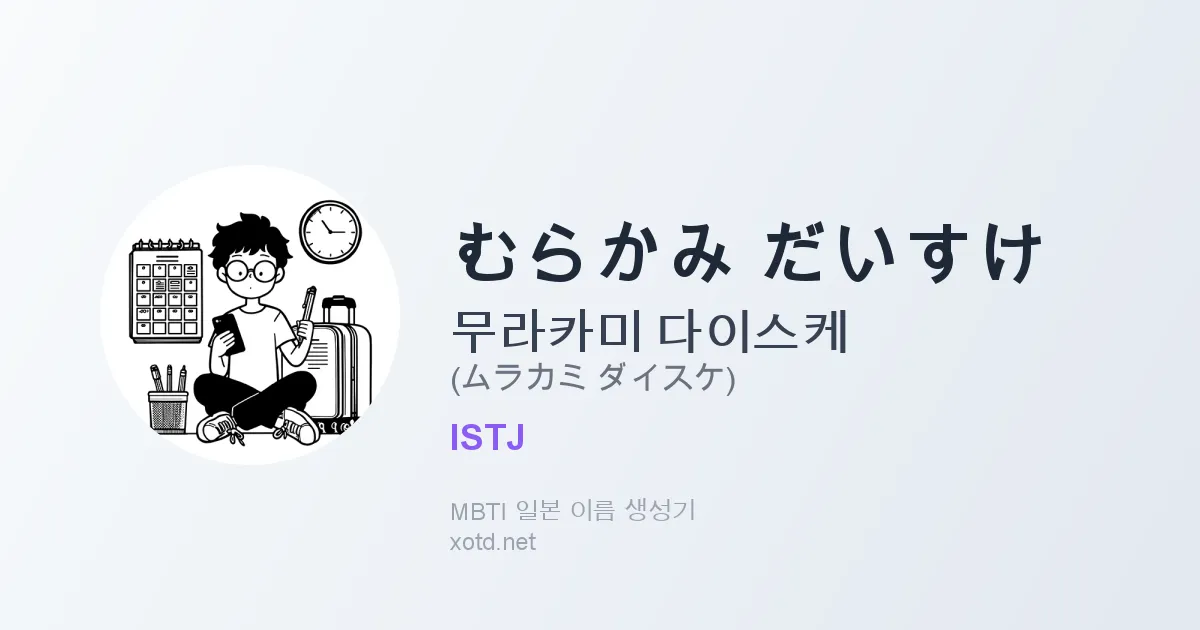 むらかみ だいすけ
무라카미 다이스케
(ムラカミ ダイスケ)
ISTJ
MBTI 일본 이름 생성기
xotd.net